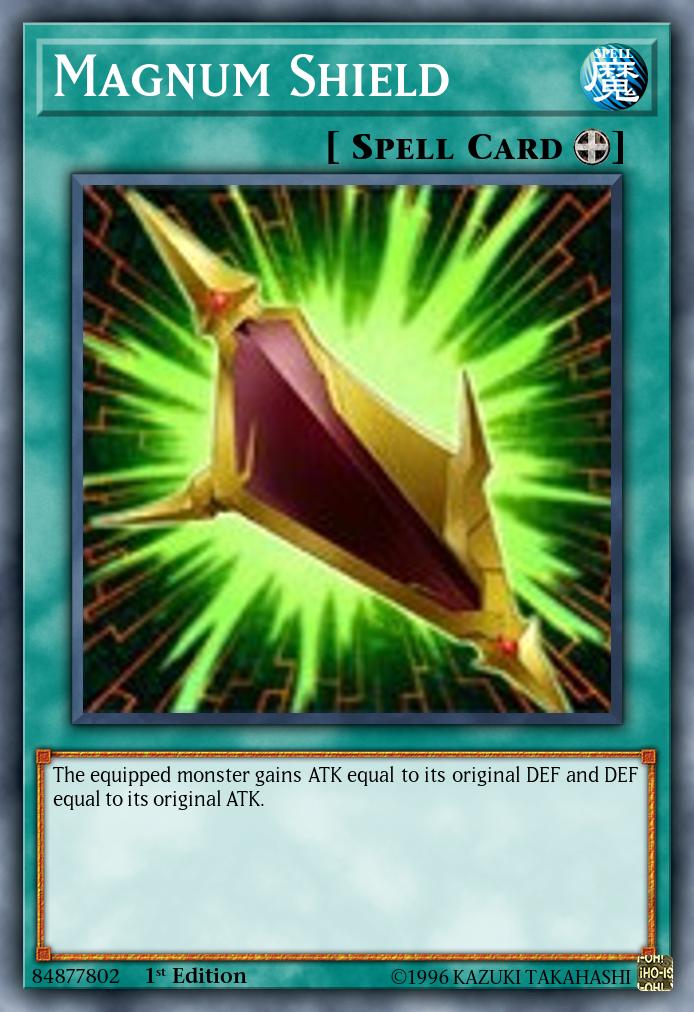 MAGNUM SHIELD
SPELL
魔
[ SPELL CARD ]
The equipped monster gains ATK equal to its original DEF and DEF
equal to its original ATK.
84877802 1st Edition ©1996 KAZUKI TAKAHASHI